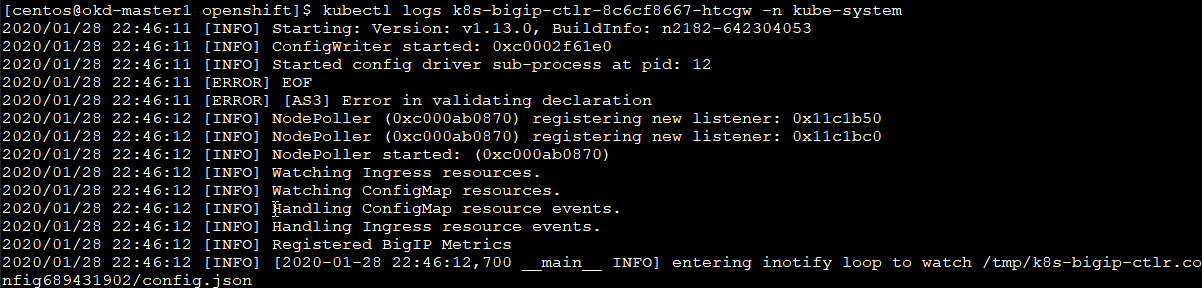 [centos@okd-master1 openshift]$ kubectl logs k8s-bigip-ctlr-8c6cf8667-htcgw -n kube-system
2020/01/28 22:46:11 [INFO] Starting: Version: v1.13.0, BuildInfo: n2182-642304053
2020/01/28 22:46:11 [INFO] ConfigWriter started: 0xc0002f61e0
2020/01/28 22:46:11 [INFO] Started config driver sub-process at pid: 12
2020/01/28 22:46:11 [ERROR] EOF
2020/01/28 22:46:11 [ERROR] [AS3] Error in validating declaration
2020/01/28 22:46:12 [INFO] NodePoller (0xc000ab0870) registering new listener: 0x11c1b50
2020/01/28 22:46:12 [INFO] NodePoller (0xc000ab0870) registering new listener: 0x11c1bc0
2020/01/28 22:46:12 [INFO] NodePoller started: (0xc000ab0870)
2020/01/28 22:46:12 [INFO] Watching Ingress resources.
2020/01/28 22:46:12 [INFO] Watching ConfigMap resources.
2020/01/28 22:46:12 [INFO] Handling ConfigMap resource events.
2020/01/28 22:46:12 [INFO] Handling Ingress resource events.
2020/01/28 22:46:12 [INFO] Registered BigIP Metrics
2020/01/28 22:46:12 [INFO] [2020-01-28 22:46:12,700 __main__ INFO] entering inotify loop to watch /tmp/k8s-bigip-ctlr.co
nfig689431902/config.json